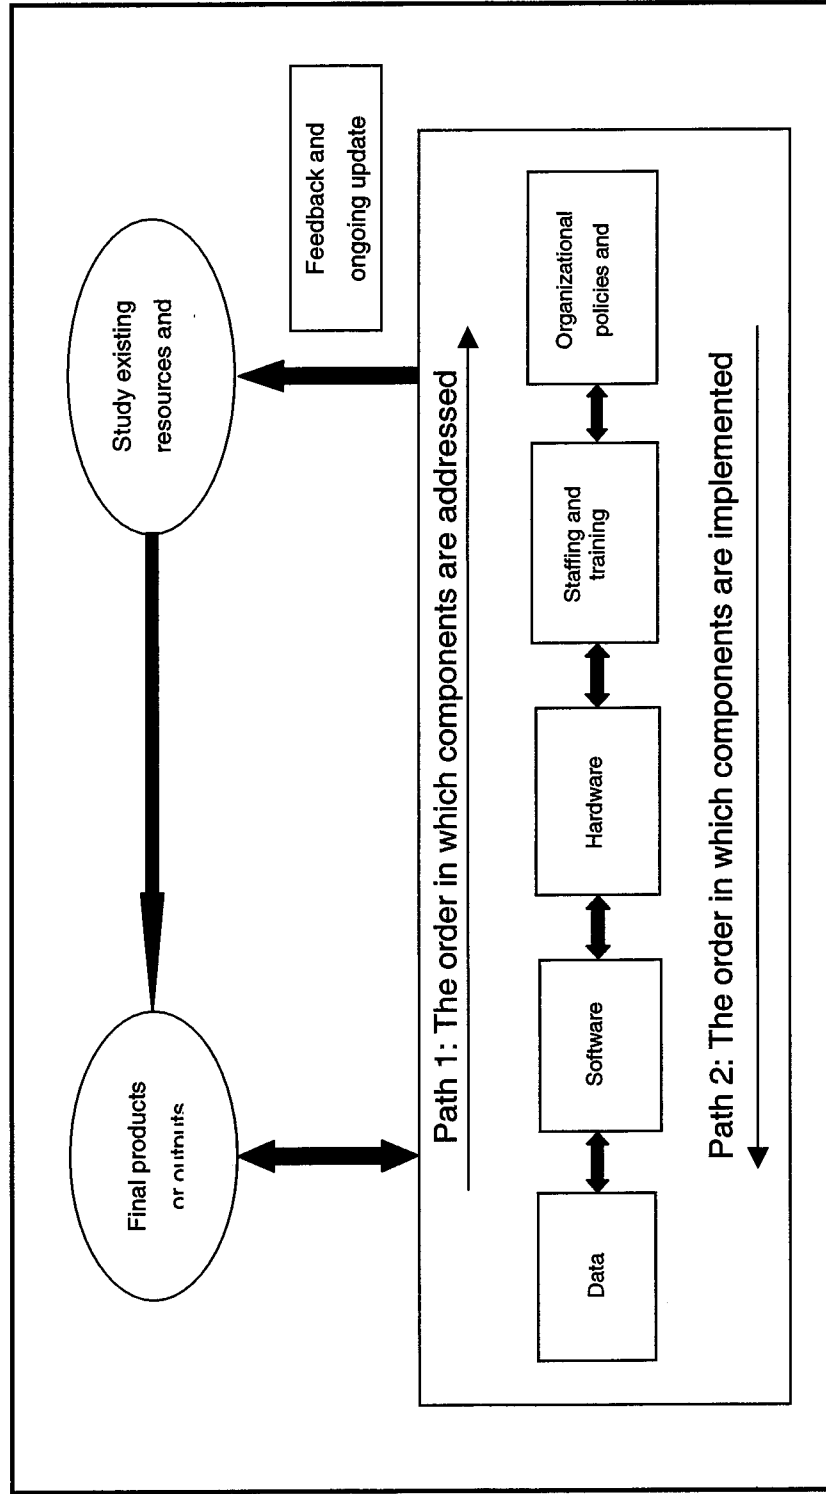 Final products
or outputs
Study existing
resources and
Feedback and
ongoing update
Path 1: The order in which components are addressed
Data
Software
Hardware
Staffing and
training
Organizational
policies and
Path 2: The order in which components are implemented